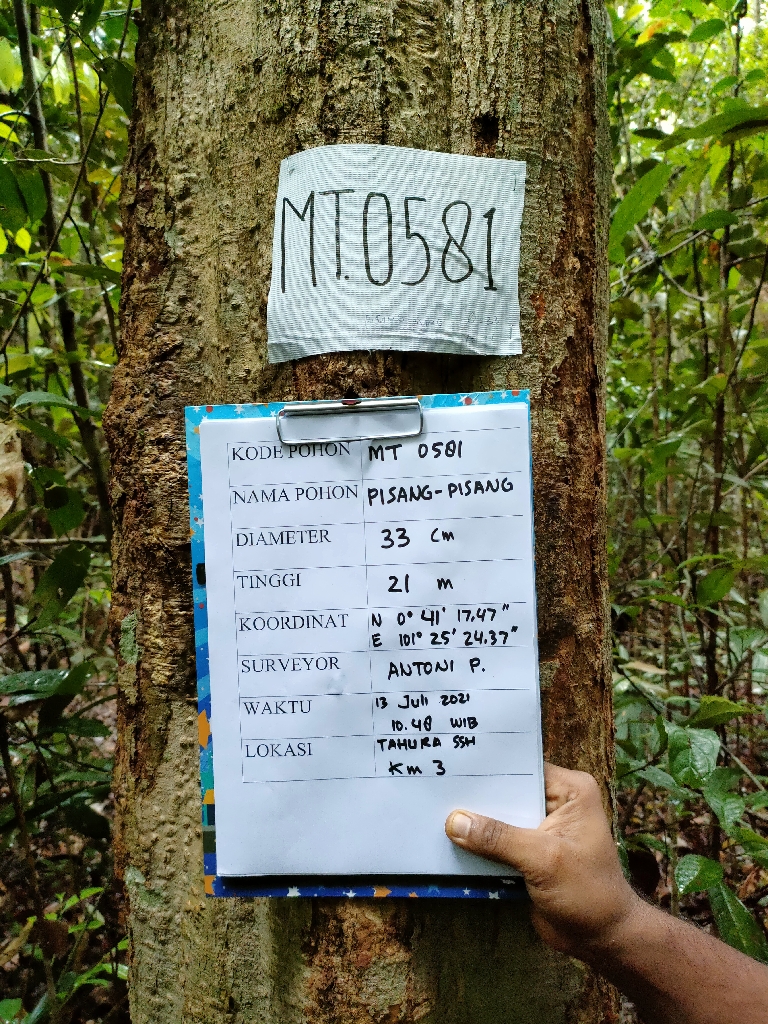 MT.0581
KODE POHON MT 0581
NAMA POHON PISANG-PISANG
DIAMETER 33 Cm
TINGGI 21 m
KOORDINAT N 0° 41' 17.47"
E 101° 25' 24.37"
SURVEYOR ANTONI P.
WAKTU 13 Juli 2021
10.48 WIB
LOKASI TAHURA SSH
Km 3